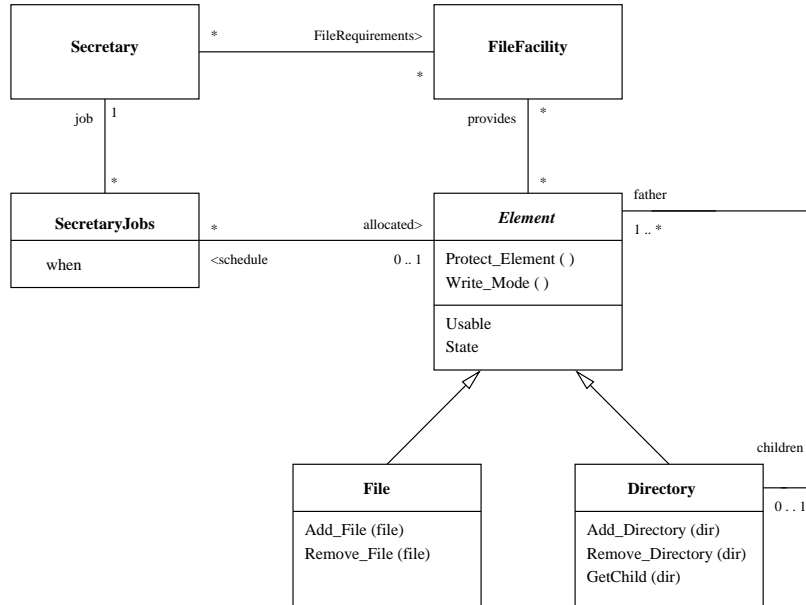 Secretary
*
FileRequirements>
*
FileFacility
job
1
*
provides
*
*
SecretaryJobs
when
*
allocated>
<schedule
0 .. 1
Element
Protect_Element ( )
Write_Mode ( )
Usable
State
father
1 .. *
children
0 . . 1
File
Add_File (file)
Remove_File (file)
Directory
Add_Directory (dir)
Remove_Directory (dir)
GetChild (dir)